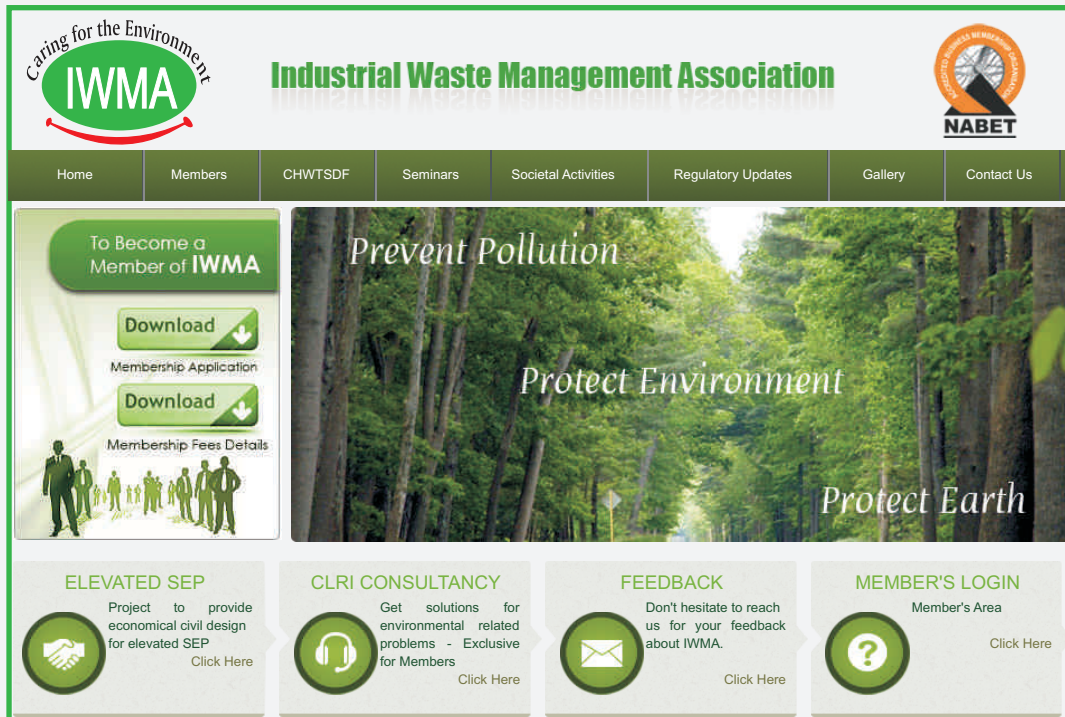 Caring for the Environment
IWMA
Industrial Waste Management Association
ACCREDITED BUSINESS MEMBERSHIP ORGANISATION
NABET
Home
Members
CHWTSDF
Seminars
Societal Activities
Regulatory Updates
Gallery
Contact Us
To Become a
Member of IWMA
Download
Membership Application
Download
Membership Fees Details
Prevent Pollution
Protect Environment
Protect Earth
ELEVATED SEP
Project to provide
economical civil design
for elevated SEP
Click Here
CLRI CONSULTANCY
Get solutions for
environmental related
problems - Exclusive
for Members
Click Here
FEEDBACK
Don't hesitate to reach
us for your feedback
about IWMA.
Click Here
MEMBER'S LOGIN
Member's Area
Click Here